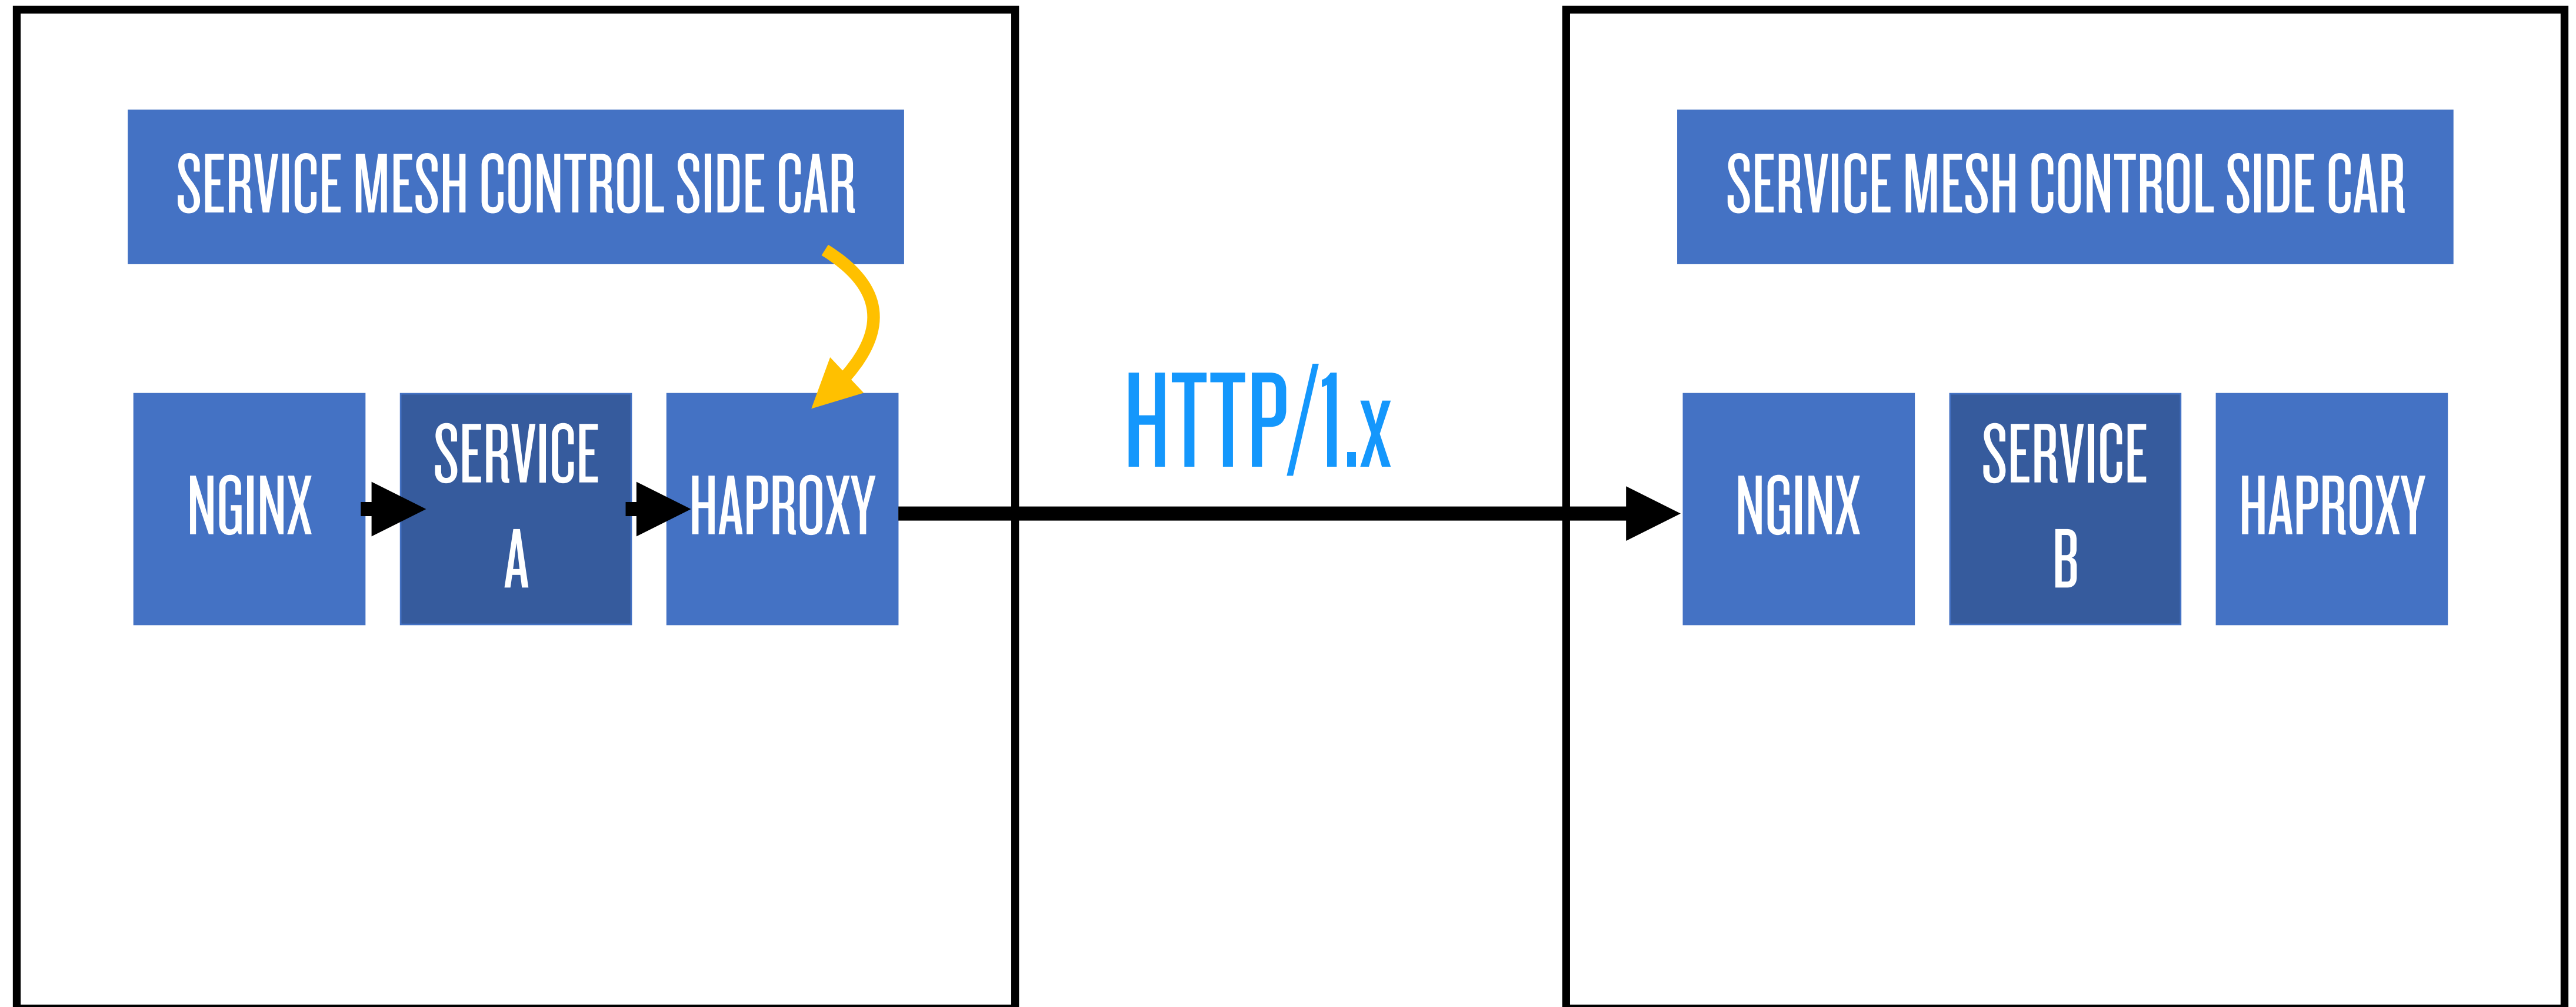 SERVICE MESH CONTROL SIDE CAR
NGINX
SERVICE
A
HAPROXY
HTTP/1.x
SERVICE MESH CONTROL SIDE CAR
NGINX
SERVICE
B
HAPROXY